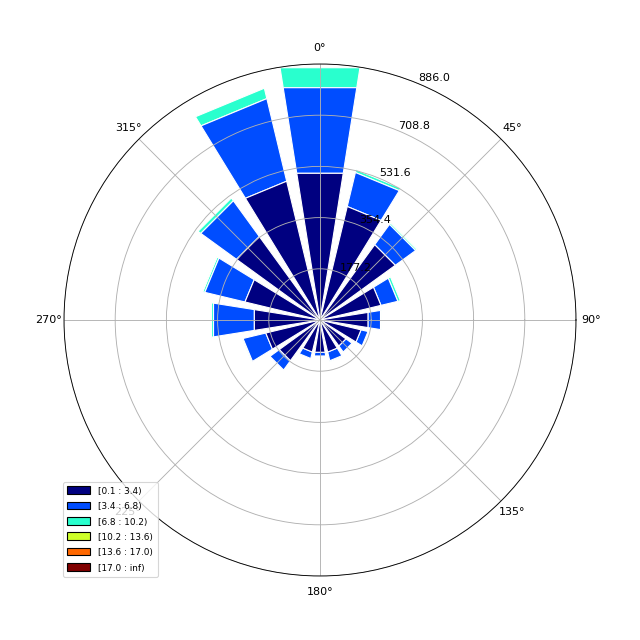 0°
886.0
315°
45°
708.8
531.6
270°
90°
[0.1 : 3.4)
[3.4 : 6.8)
[6.8 : 10.2)
[10.2 : 13.6)
[13.6 : 17.0)
[17.0 : inf)
225°
135°
180°